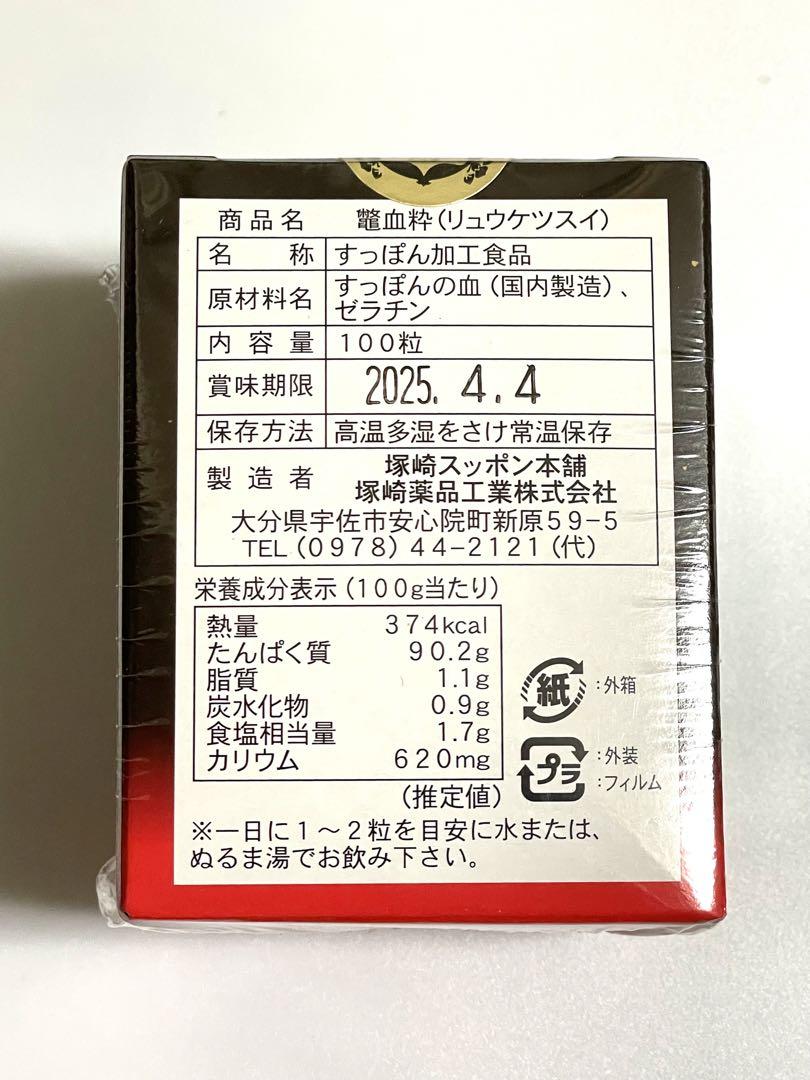 商品名 鼈血粋（リュウケツスイ）
名称 すっぽん加工食品
原材料名 すっぽんの血（国内製造）、
ゼラチン
内容量 100粒
賞味期限 2025. 4.4
保存方法 高温多湿をさけ常温保存
製造者 塚崎スッポン本舗
塚崎薬品工業株式会社
大分県宇佐市安心院町新原59-5
TEL（0978）44-2121（代）
栄養成分表示（100g当たり）
熱量 374kcal
たんぱく質 90.2g
脂質 1.1g
炭水化物 0.9g
食塩相当量 1.7g
カリウム 620mg
（推定値）
紙 :外箱
プラ :外装
:フィルム
※一日に1～2粒を目安に水または、
ぬるま湯でお飲み下さい。